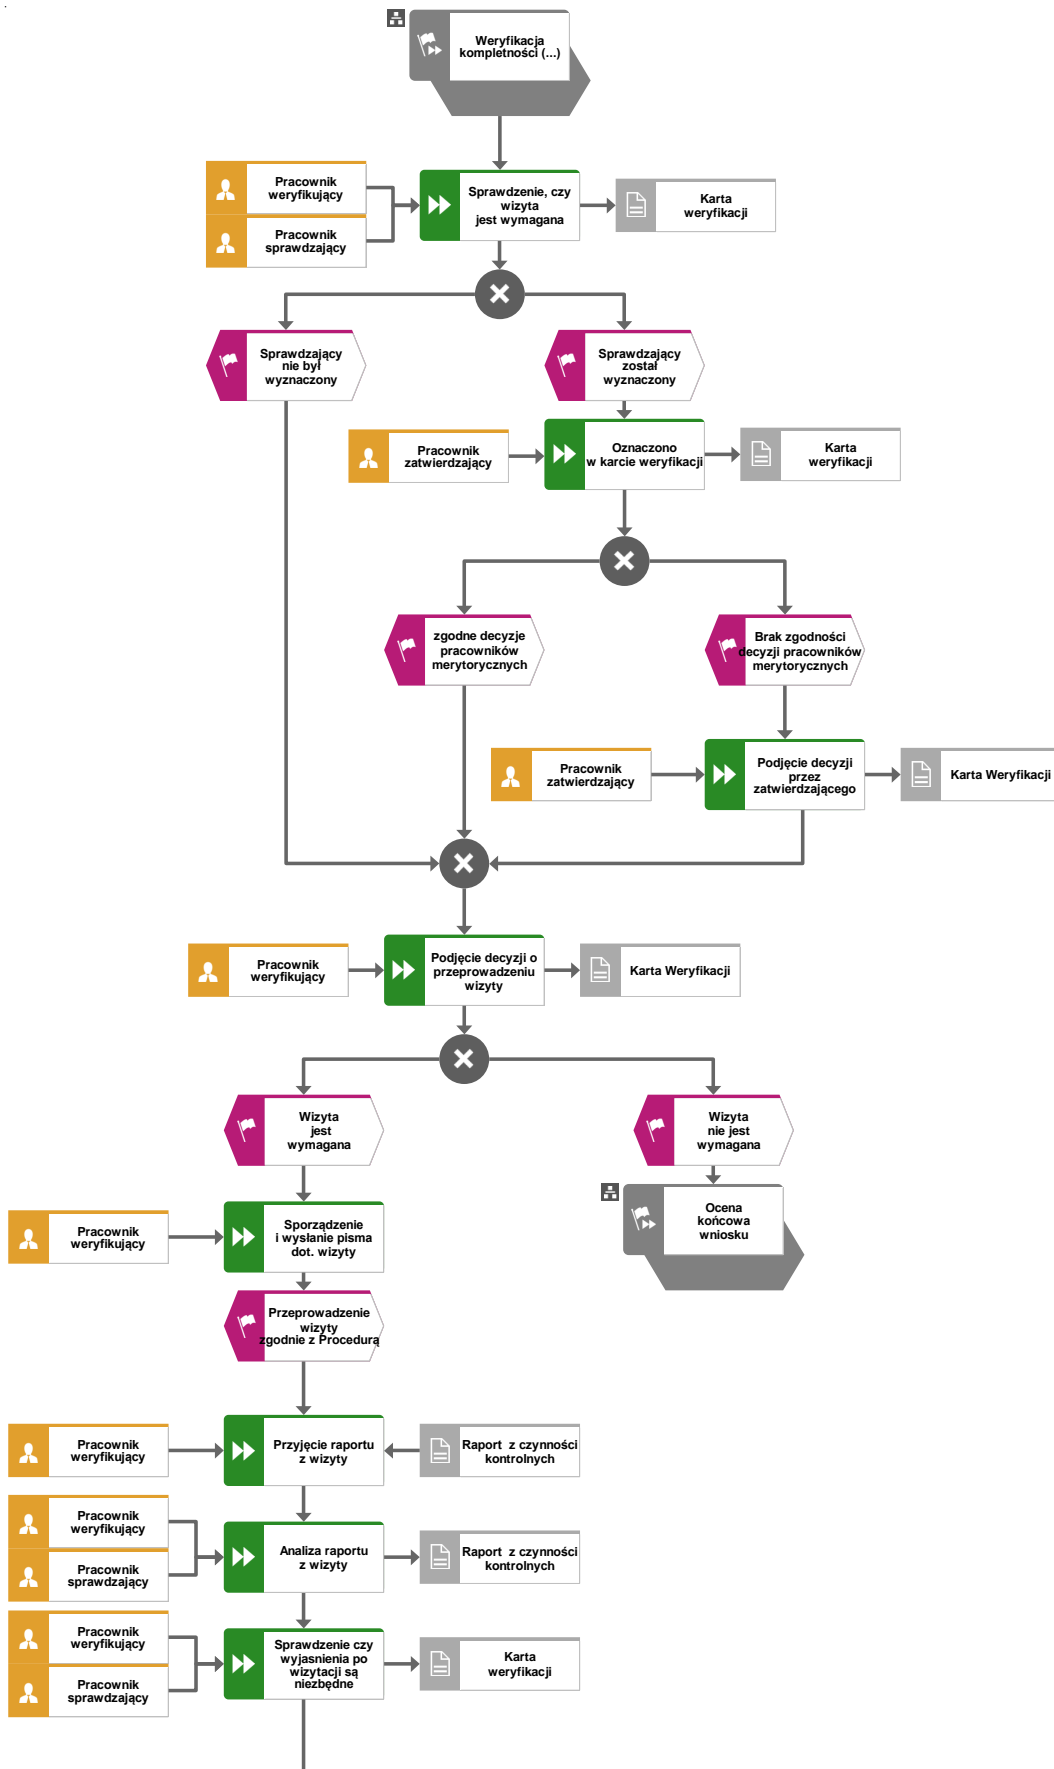 Weryfikacja
kompletności (...)
Pracownik
weryfikujący
Pracownik
sprawdzający
Sprawdzenie, czy
wizyta
jest wymagana
Karta
weryfikacji
Sprawdzający
nie był
wyznaczony
Sprawdzający
został
wyznaczony
Pracownik
zatwierdzający
Oznaczono
w karcie weryfikacji
Karta
weryfikacji
zgodne decyzje
pracowników
merytorycznych
Brak zgodności
decyzji pracowników
merytorycznych
Pracownik
zatwierdzający
Podjęcie decyzji
przez
zatwierdzającego
Karta Weryfikacji
Pracownik
weryfikujący
Podjęcie decyzji o
przeprowadzeniu
wizyty
Karta Weryfikacji
Wizyta
jest
wymagana
Wizyta
nie jest
wymagana
Pracownik
weryfikujący
Sporządzenie
i wysłanie pisma
dot. wizyty
Ocena
końcowa
wniosku
Przeprowadzenie
wizyty
zgodnie z Procedurą
Pracownik
weryfikujący
Przyjęcie raportu
z wizyty
Raport  z czynności
kontrolnych
Pracownik
weryfikujący
Pracownik
sprawdzający
Analiza raportu
z wizyty
Raport  z czynności
kontrolnych
Pracownik
weryfikujący
Pracownik
sprawdzający
Sprawdzenie czy
wyjasnienia po
wizytacji są
niezbędne
Karta
weryfikacji